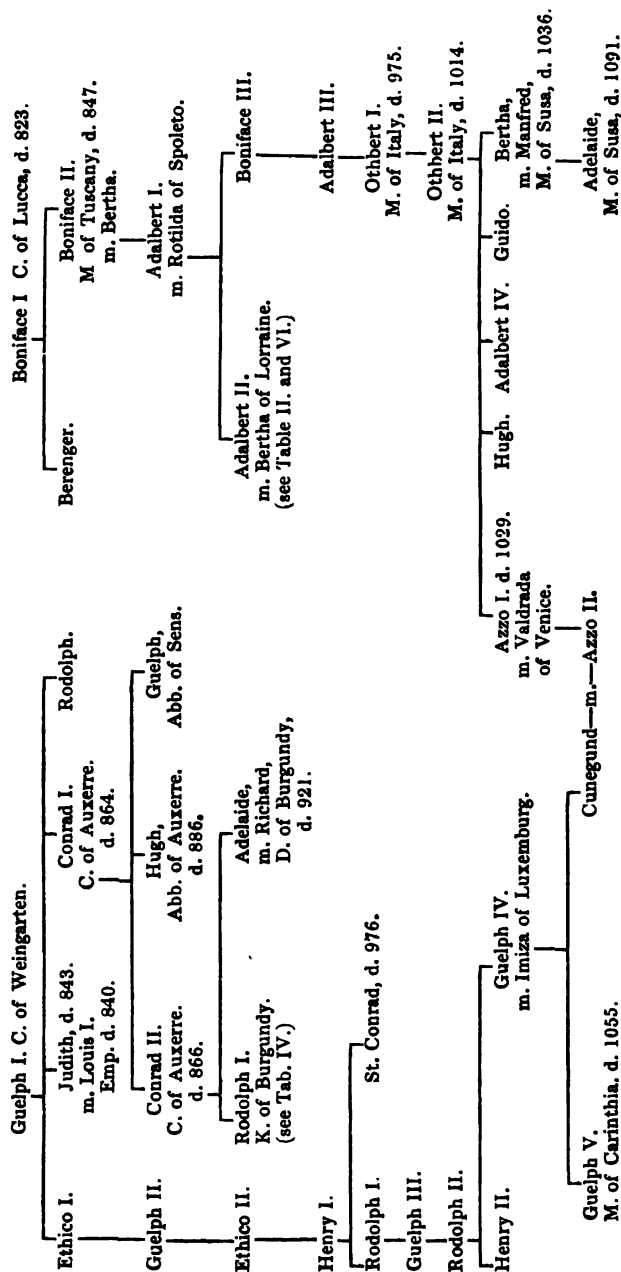 Guelph I. C. of Weingarten.
Ethico I.
Judith, d. 843.
m. Louis I.
Emp. d. 840.
Conrad I.
C. of Auxerre.
d. 864.
Rodolph.
Guelph II.
Conrad II.
C. of Auxerre.
d. 866.
Hugh,
Abb. of Auxerre.
d. 886.
Guelph,
Abb. of Sens.
Ethico II.
Rodolph I.
K. of Burgundy.
(see Tab. IV.)
Adelaide,
m. Richard,
D. of Burgundy,
d. 921.
Henry I.
Rodolph I.
St. Conrad, d. 976.
Guelph III.
Rodolph II.
Henry II.
Guelph IV.
m. Imiza of Luxemburg.
Guelph V.
M. of Carinthia, d. 1055.
Cunegund—m.—Azzo II.
Boniface I C. of Lucca, d. 823.
Berenger.
Boniface II.
M of Tuscany, d. 847.
m. Bertha.
Adalbert I.
m. Rotilda of Spoleto.
Adalbert II.
m. Bertha of Lorraine.
(see Table II. and VI.)
Boniface III.
Adalbert III.
Othbert I.
M. of Italy, d. 975.
Othbert II.
M. of Italy, d. 1014.
Azzo I. d. 1029.
m. Valdrada
of Venice.
Hugh.
Adalbert IV.
Guido.
Bertha,
m. Manfred,
M. of Susa, d. 1036.
Adelaide,
M. of Susa, d. 1091.